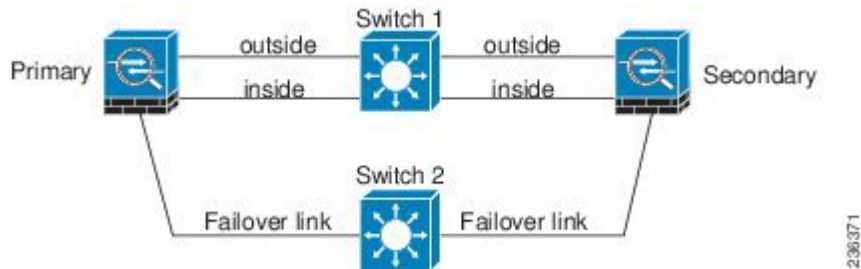 Switch 1
outside
outside
Primary
Secondary
inside
inside
Switch 2
Failover link
Failover link
236371